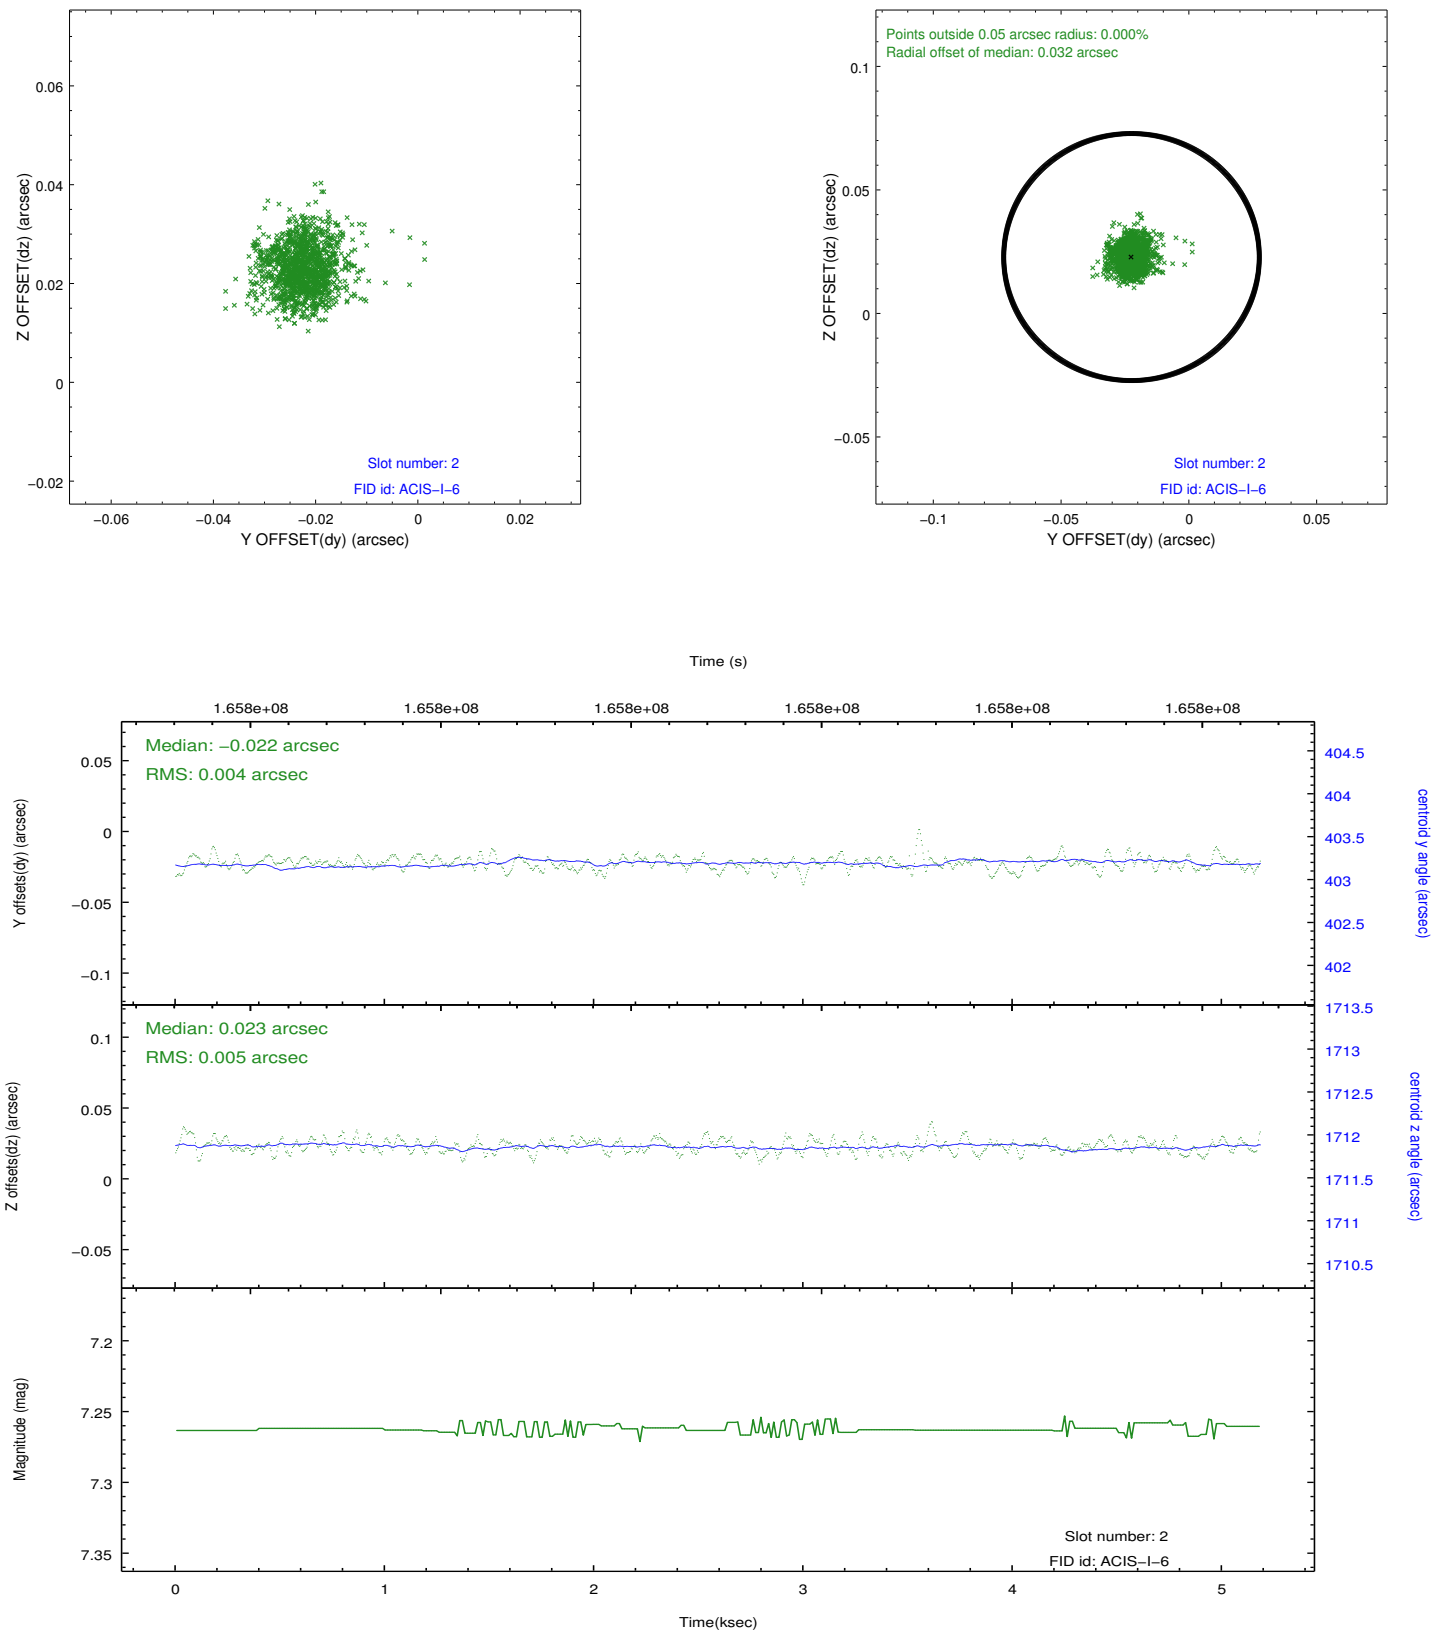 0.06
0.04
0.02
0
−0.02
Z OFFSET(dz) (arcsec)
Slot number: 2
FID id: ACIS−I−6
−0.06 −0.04 −0.02 0 0.02
Y OFFSET(dy) (arcsec)
Points outside 0.05 arcsec radius: 0.000%
Radial offset of median: 0.032 arcsec
0.1
0.05
0
−0.05
Z OFFSET(dz) (arcsec)
Slot number: 2
FID id: ACIS−I−6
−0.1 −0.05 0 0.05
Y OFFSET(dy) (arcsec)
Time (s)
1.658e+08 1.658e+08 1.658e+08 1.658e+08 1.658e+08 1.658e+08
Median: −0.022 arcsec
RMS: 0.004 arcsec
0.05
0
−0.05
−0.1
Y offsets(dy) (arcsec)
404.5
404
403.5
403
402.5
402
centroid y angle (arcsec)
Median: 0.023 arcsec
RMS: 0.005 arcsec
0.1
0.05
0
−0.05
Z offsets(dz) (arcsec)
1713.5
1713
1712.5
1712
1711.5
1711
1710.5
centroid z angle (arcsec)
7.2
7.25
7.3
7.35
Magnitude (mag)
Slot number: 2
FID id: ACIS−I−6
0 1 2 3 4 5
Time(ksec)